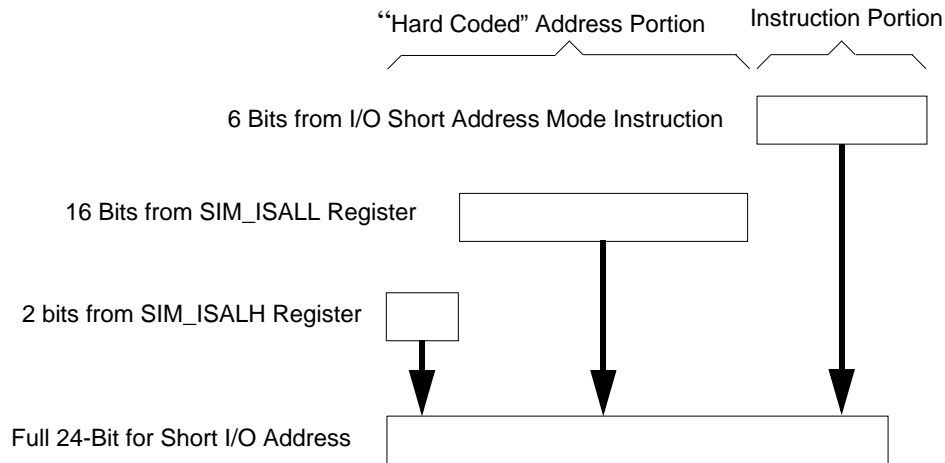 “Hard Coded” Address Portion
Instruction Portion
6 Bits from I/O Short Address Mode Instruction
16 Bits from SIM_ISALL Register
2 bits from SIM_ISALH Register
Full 24-Bit for Short I/O Address